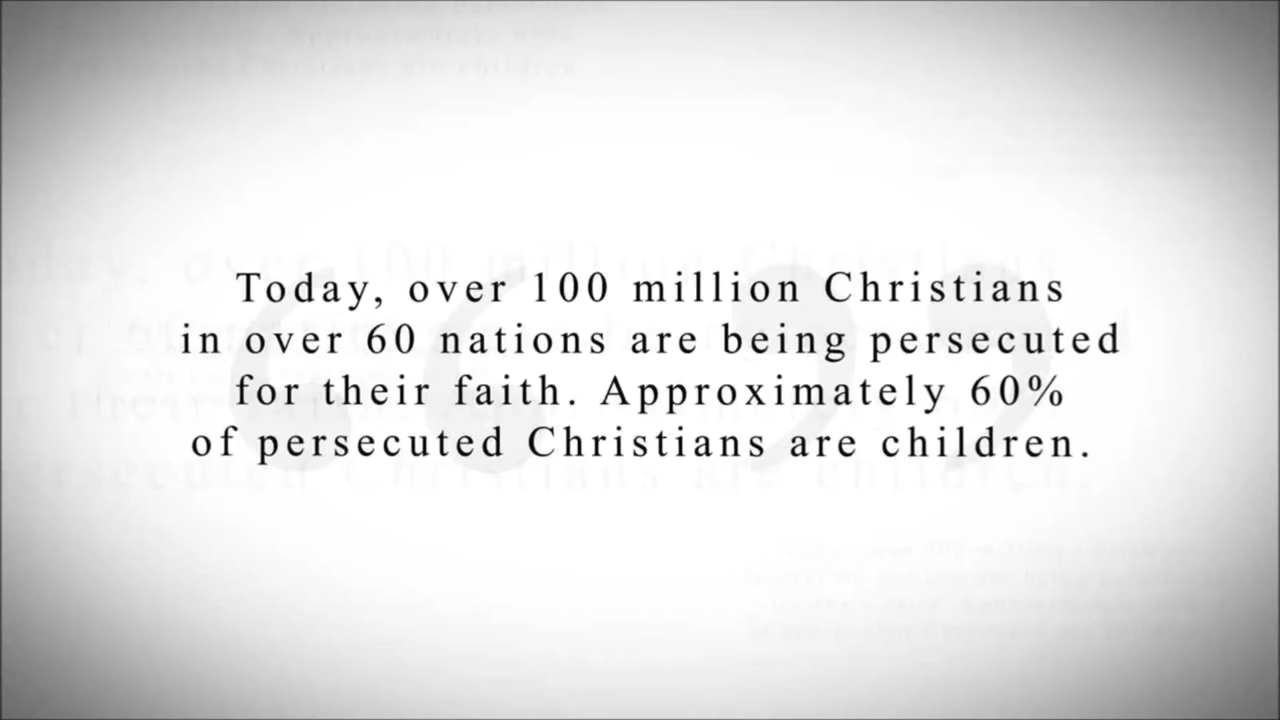 Today, over 100 million Christians
in over 60 nations are being persecuted
for their faith. Approximately 60%
of persecuted Christians are children.